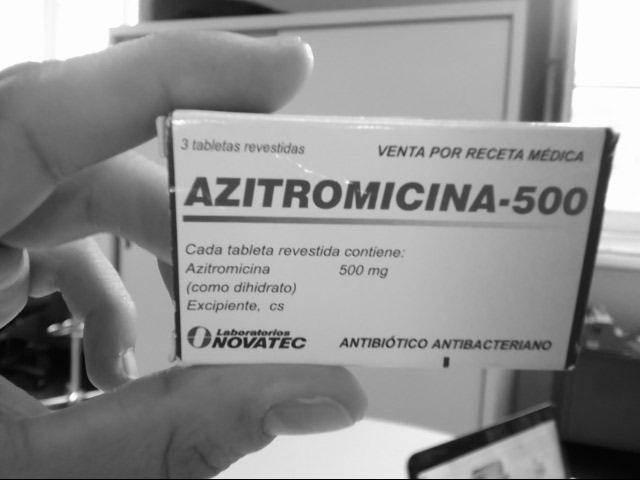 3 tabletas revestidas
VENTA POR RECETA MÉDICA
AZITROMICINA-500
Cada tableta revestida contiene:
Azitromicina 500 mg
(como dihidrato)
Excipiente, cs
Laboratorios
NOVATEC
ANTIBIÓTICO ANTIBACTERIANO